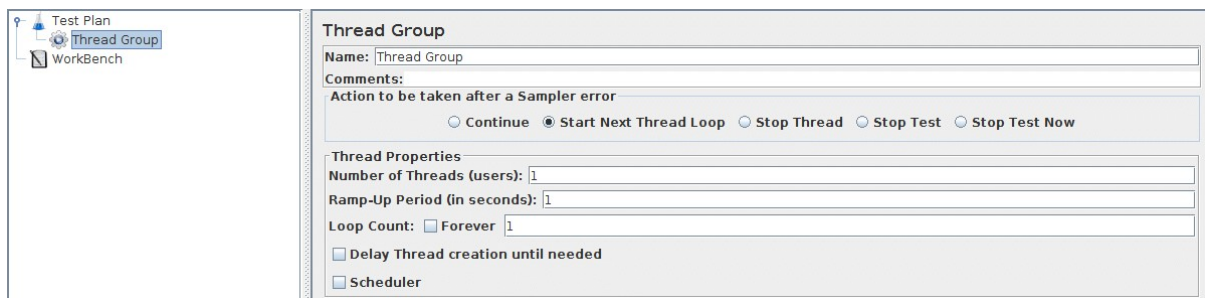 Test Plan
Thread Group
WorkBench
Thread Group
Name: Thread Group
Comments:
Action to be taken after a Sampler error
Continue Start Next Thread Loop Stop Thread Stop Test Stop Test Now
Thread Properties
Number of Threads (users): 1
Ramp-Up Period (in seconds): 1
Loop Count: Forever 1
Delay Thread creation until needed
Scheduler